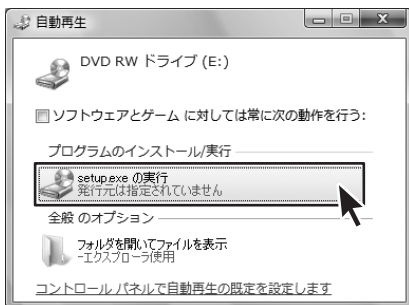 自動再生
DVD RW ドライブ (E:)
ソフトウェアとゲーム に対しては常に次の動作を行う:
プログラムのインストール/実行
setup.exe の実行
発行元は指定されていません
全般 のオプション
フォルダを開いてファイルを表示
-エクスプローラ使用
コントロール パネルで自動再生の既定を設定します